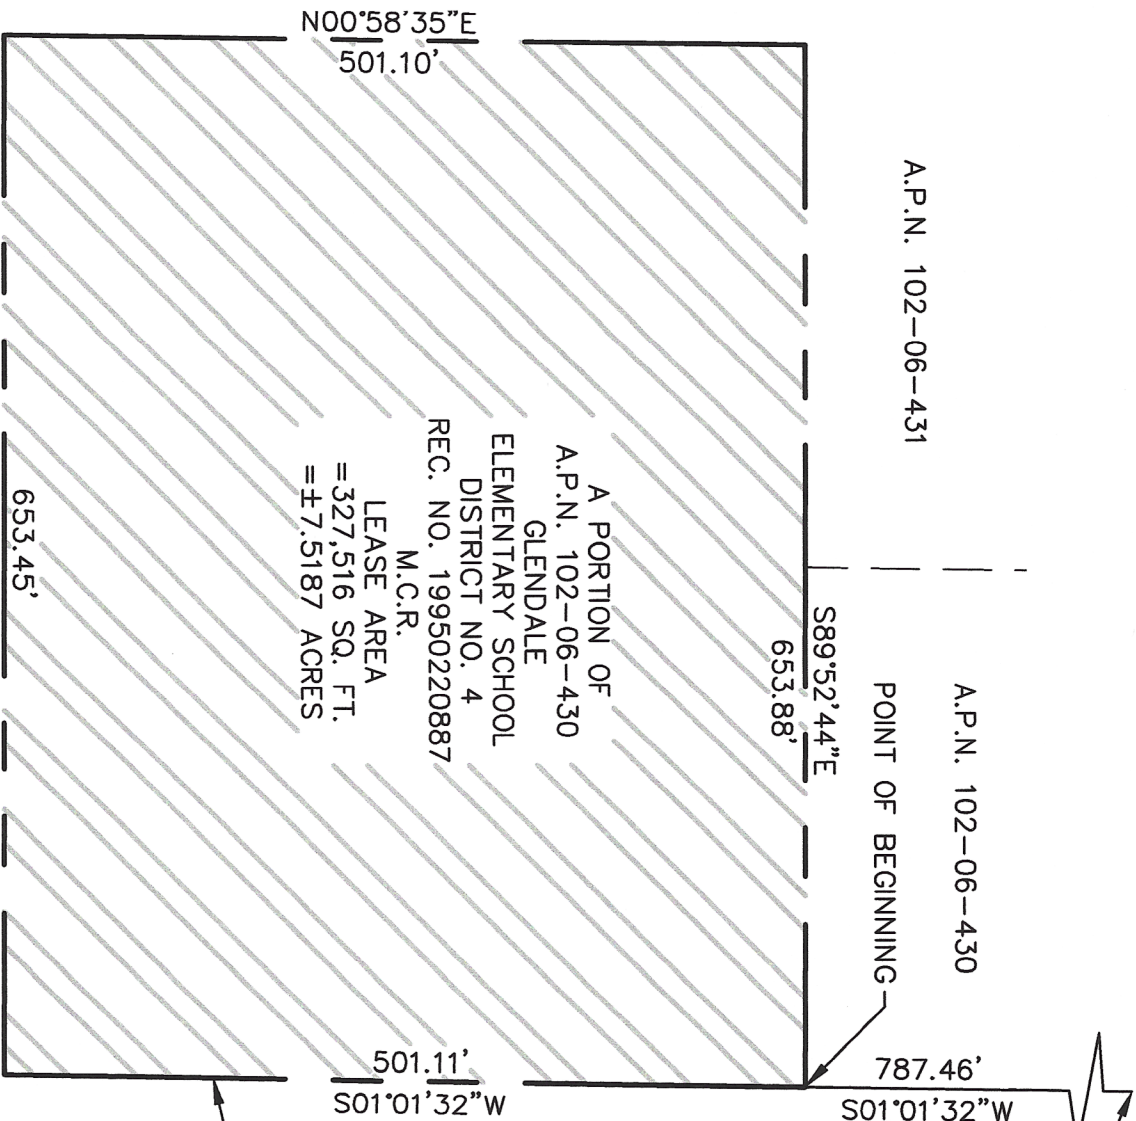 N00°58'35"E
501.10'
A.P.N. 102-06-431
A.P.N. 102-06-430
POINT OF BEGINNING
S89°52'44"E
653.88'
A PORTION OF
A.P.N. 102-06-430
GLENDALE
ELEMENTARY SCHOOL
DISTRICT NO. 4
REC. NO. 19950220887
M.C.R.
LEASE AREA
=327,516 SQ. FT.
=±7.5187 ACRES
653.45'
501.11'
S01°01'32"W
787.46'
S01°01'32"W